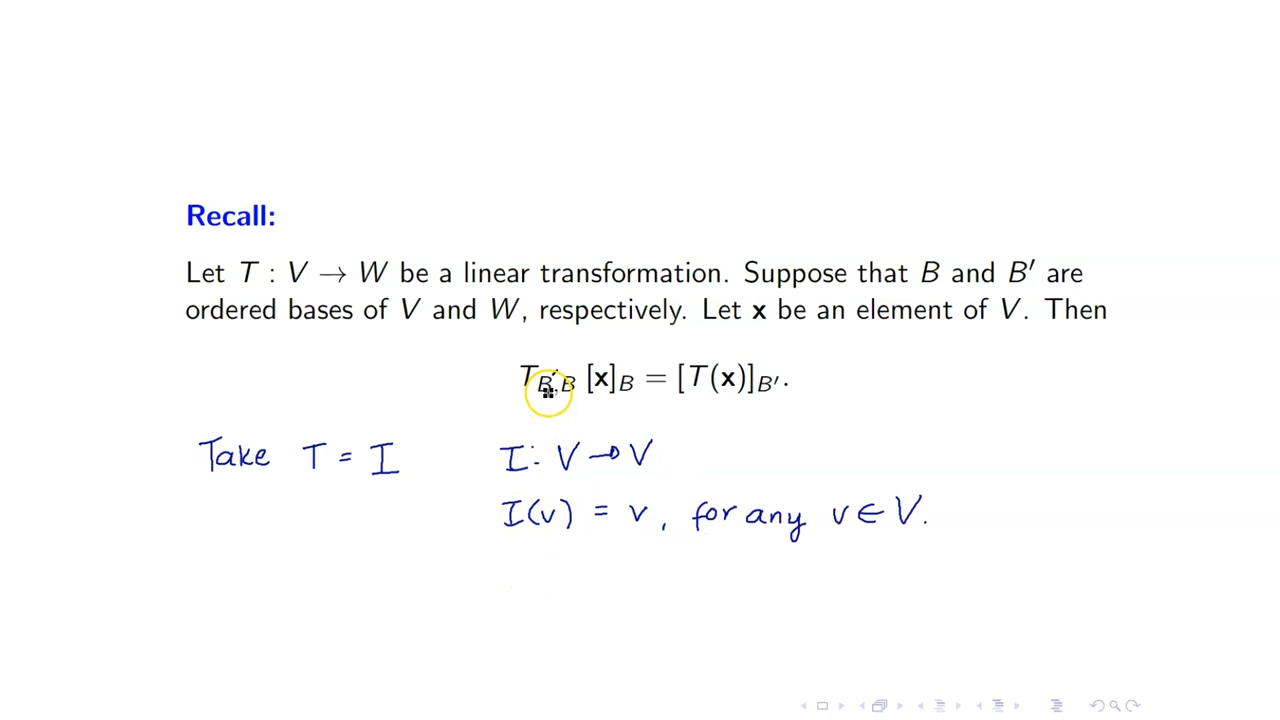 Recall:
Let T : V → W be a linear transformation. Suppose that B and B′ are
ordered bases of V and W, respectively. Let x be an element of V. Then
T_{B′,B} [x]_B = [T(x)]_{B′}.
Take T = I I: V → V
I(v) = v, for any v ∈ V.